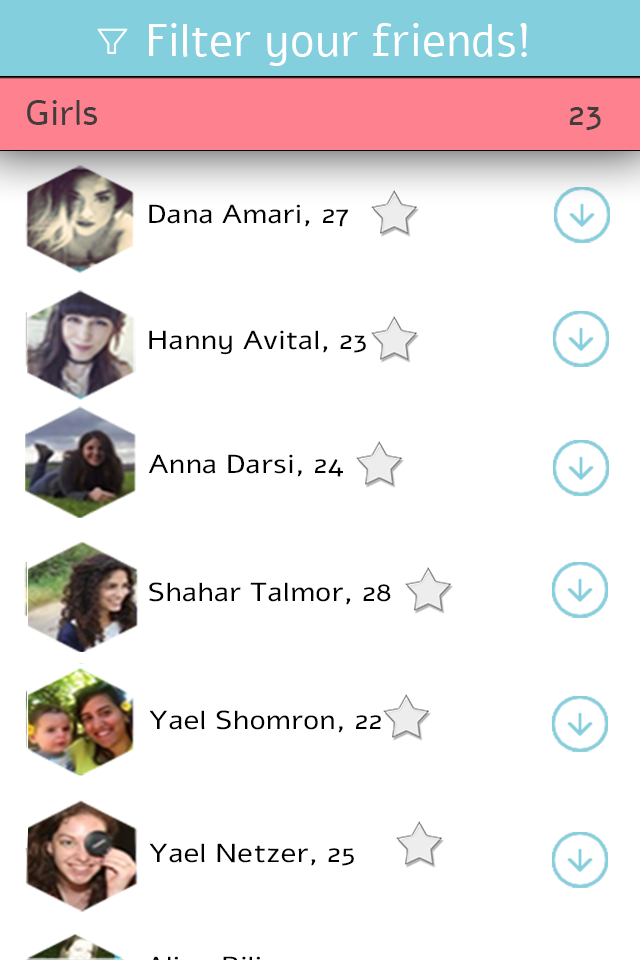 Filter your friends!
Girls 23
Dana Amari, 27
Hanny Avital, 23
Anna Darsi, 24
Shahar Talmor, 28
Yael Shomron, 22
Yael Netzer, 25